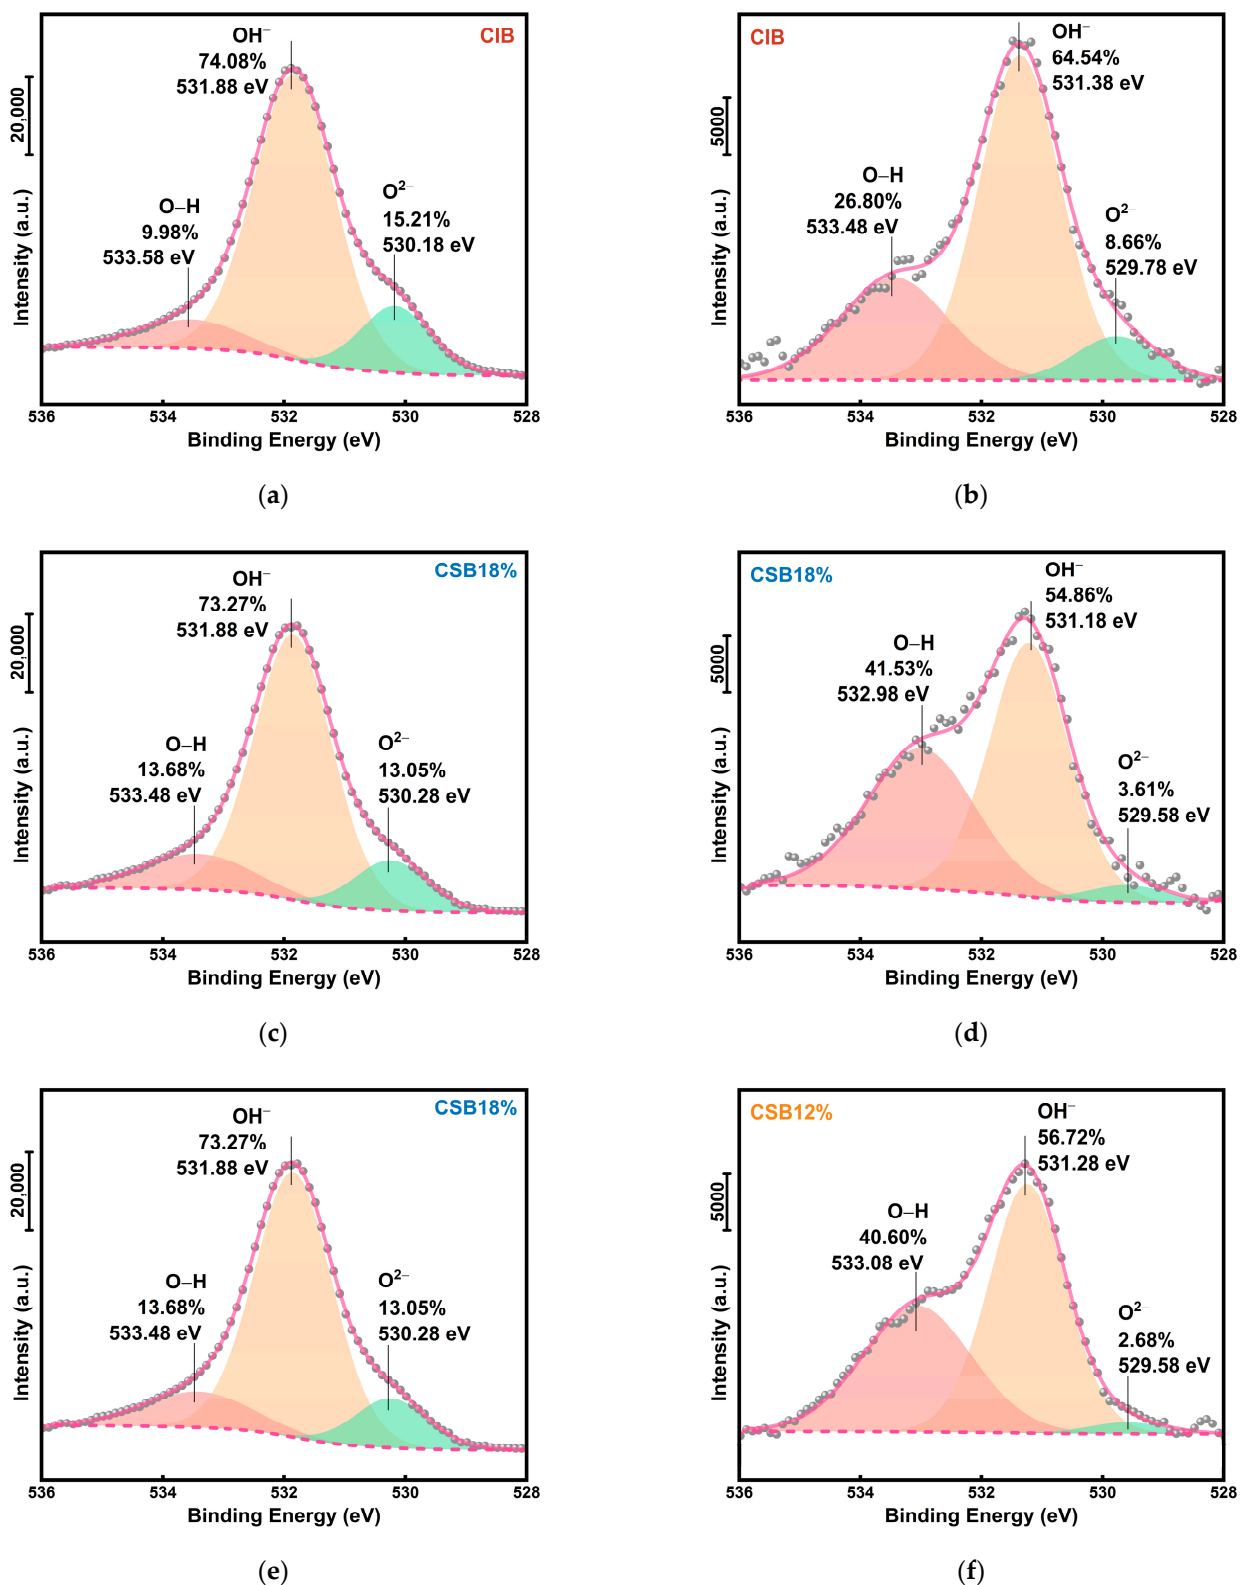 CIB
OH⁻
74.08%
531.88 eV
20,000
O–H
9.98%
533.58 eV
O²⁻
15.21%
530.18 eV
Intensity (a.u.)
536
534
532
530
528
Binding Energy (eV)
(a)
CIB
OH⁻
64.54%
531.38 eV
5000
O–H
26.80%
533.48 eV
O²⁻
8.66%
529.78 eV
Intensity (a.u.)
536
534
532
530
528
Binding Energy (eV)
(b)
CSB18%
OH⁻
73.27%
531.88 eV
20,000
O–H
13.68%
533.48 eV
O²⁻
13.05%
530.28 eV
Intensity (a.u.)
536
534
532
530
528
Binding Energy (eV)
(c)
CSB18%
OH⁻
54.86%
531.18 eV
5000
O–H
41.53%
532.98 eV
O²⁻
3.61%
529.58 eV
Intensity (a.u.)
536
534
532
530
528
Binding Energy (eV)
(d)
CSB18%
OH⁻
73.27%
531.88 eV
20,000
O–H
13.68%
533.48 eV
O²⁻
13.05%
530.28 eV
Intensity (a.u.)
536
534
532
530
528
Binding Energy (eV)
(e)
CSB12%
OH⁻
56.72%
531.28 eV
5000
O–H
40.60%
533.08 eV
O²⁻
2.68%
529.58 eV
Intensity (a.u.)
536
534
532
530
528
Binding Energy (eV)
(f)